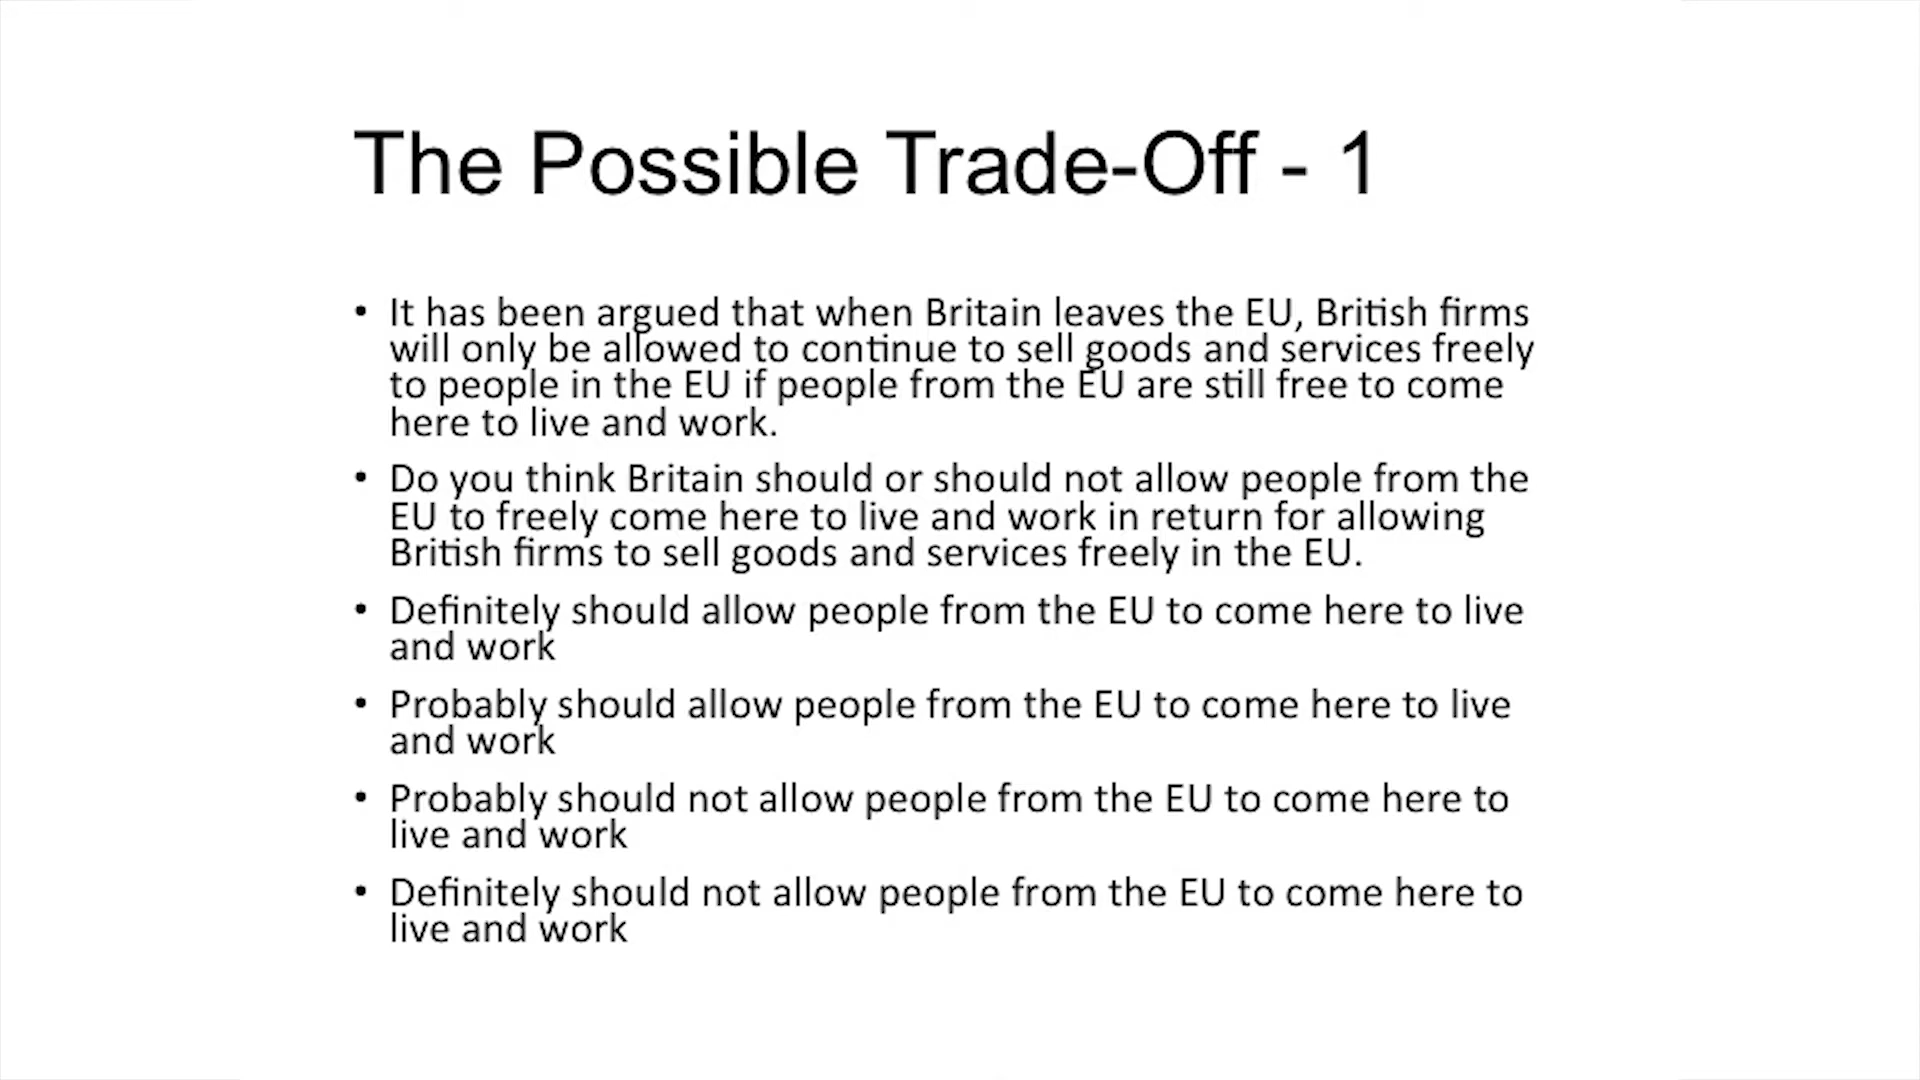 The Possible Trade-Off - 1
• It has been argued that when Britain leaves the EU, British firms
will only be allowed to continue to sell goods and services freely
to people in the EU if people from the EU are still free to come
here to live and work.
• Do you think Britain should or should not allow people from the
EU to freely come here to live and work in return for allowing
British firms to sell goods and services freely in the EU.
• Definitely should allow people from the EU to come here to live
and work
• Probably should allow people from the EU to come here to live
and work
• Probably should not allow people from the EU to come here to
live and work
• Definitely should not allow people from the EU to come here to
live and work